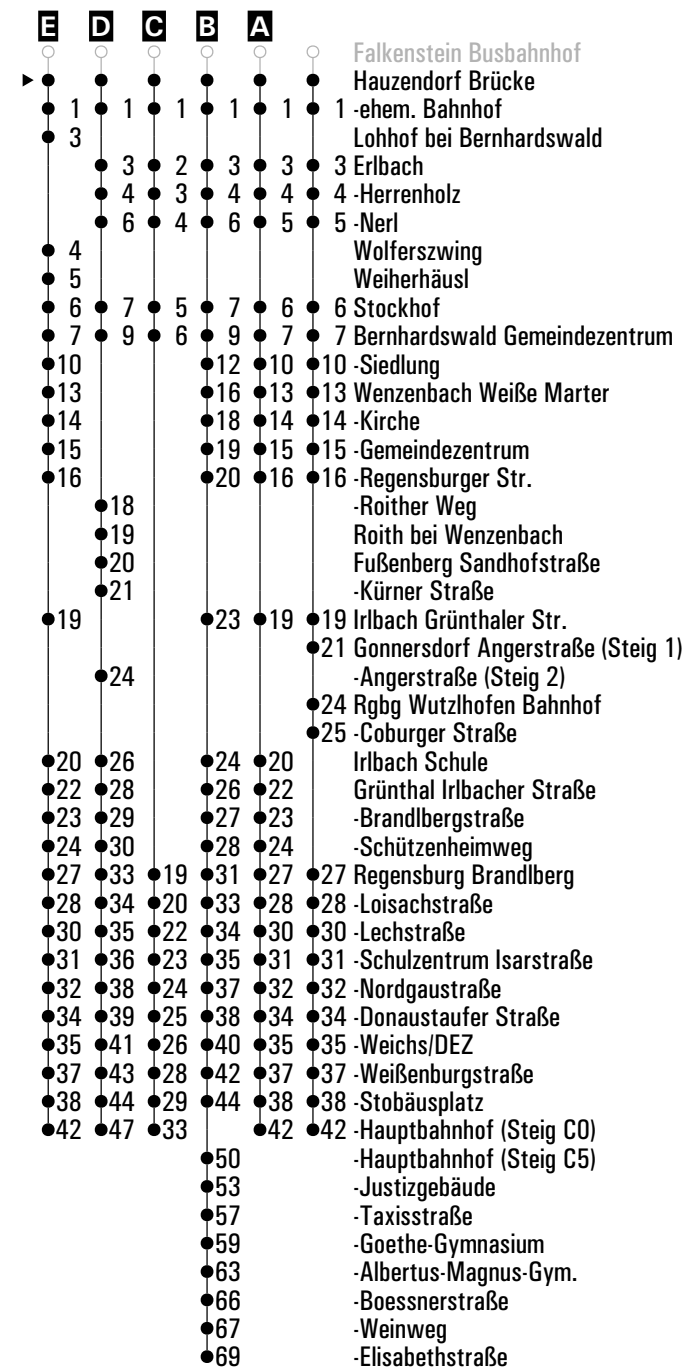 E D C B A
Falkenstein Busbahnhof
Hauzendorf Brücke
1 1 1 1 1 1 -ehem. Bahnhof
3 Lohhof bei Bernhardswald
3 2 3 3 3 Erlbach
4 3 4 4 4 -Herrenholz
6 4 6 5 5 -Nerl
4 Wolferszwing
5 Weiherhäusl
6 7 5 7 6 6 Stockhof
7 9 6 9 7 7 Bernhardswald Gemeindezentrum
10 12 10 10 -Siedlung
13 16 13 13 Wenzenbach Weiße Marter
14 18 14 14 -Kirche
15 19 15 15 -Gemeindezentrum
16 20 16 16 -Regensburger Str.
18 -Roither Weg
19 Roith bei Wenzenbach
20 Fußenberg Sandhofstraße
21 -Kürner Straße
19 23 19 19 Irlbach Grünthaler Str.
21 Gonnersdorf Angerstraße (Steig 1)
24 -Angerstraße (Steig 2)
24 Rgbg Wutzlhofen Bahnhof
25 -Coburger Straße
20 26 24 20 Irlbach Schule
22 28 26 22 Grünthal Irlbacher Straße
23 29 27 23 -Brandlbergstraße
24 30 28 24 -Schützenheimweg
27 33 19 31 27 27 Regensburg Brandlberg
28 34 20 33 28 28 -Loisachstraße
30 35 22 34 30 30 -Lechstraße
31 36 23 35 31 31 -Schulzentrum Isarstraße
32 38 24 37 32 32 -Nordgaustraße
34 39 25 38 34 34 -Donaustaufer Straße
35 41 26 40 35 35 -Weichs/DEZ
37 43 28 42 37 37 -Weißenburgstraße
38 44 29 44 38 38 -Stobäusplatz
42 47 33 42 42 -Hauptbahnhof (Steig C0)
50 -Hauptbahnhof (Steig C5)
53 -Justizgebäude
57 -Taxisstraße
59 -Goethe-Gymnasium
63 -Albertus-Magnus-Gym.
66 -Boessnerstraße
67 -Weinweg
69 -Elisabethstraße